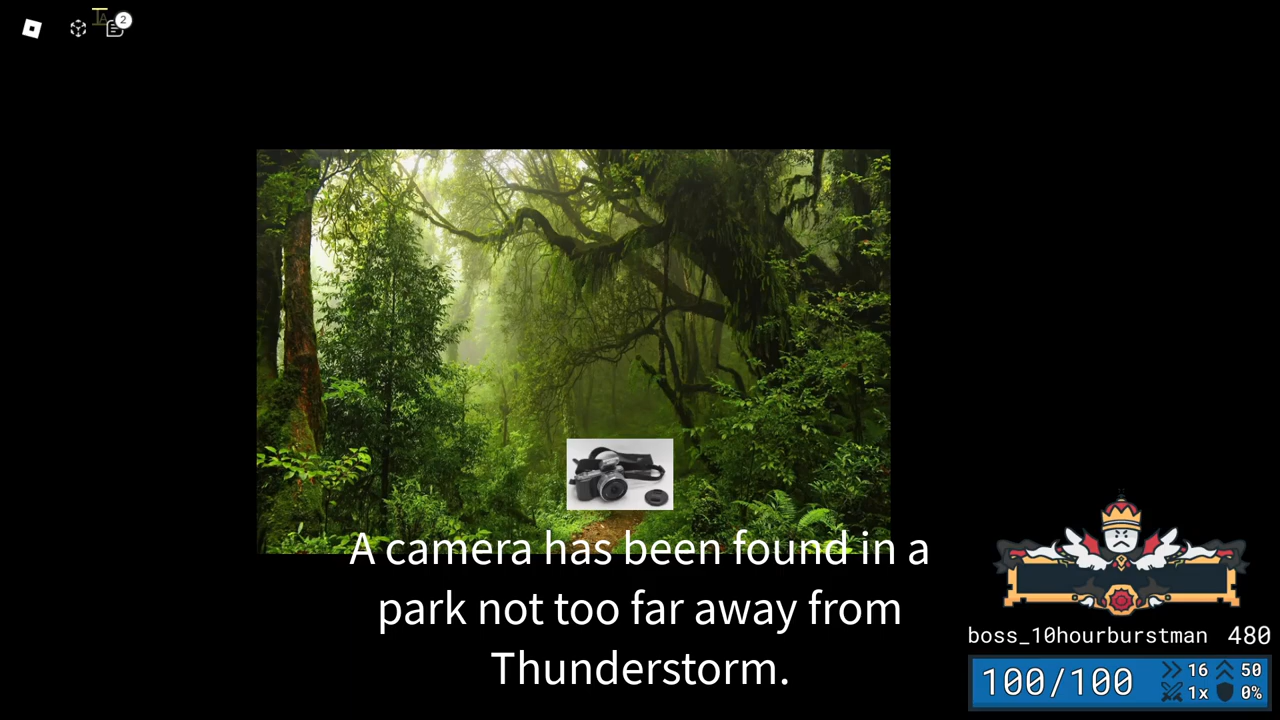 2
A camera has been found in a
park not too far away from
Thunderstorm.
boss_10hourburstman 480
100/100
16
50
1x
0%